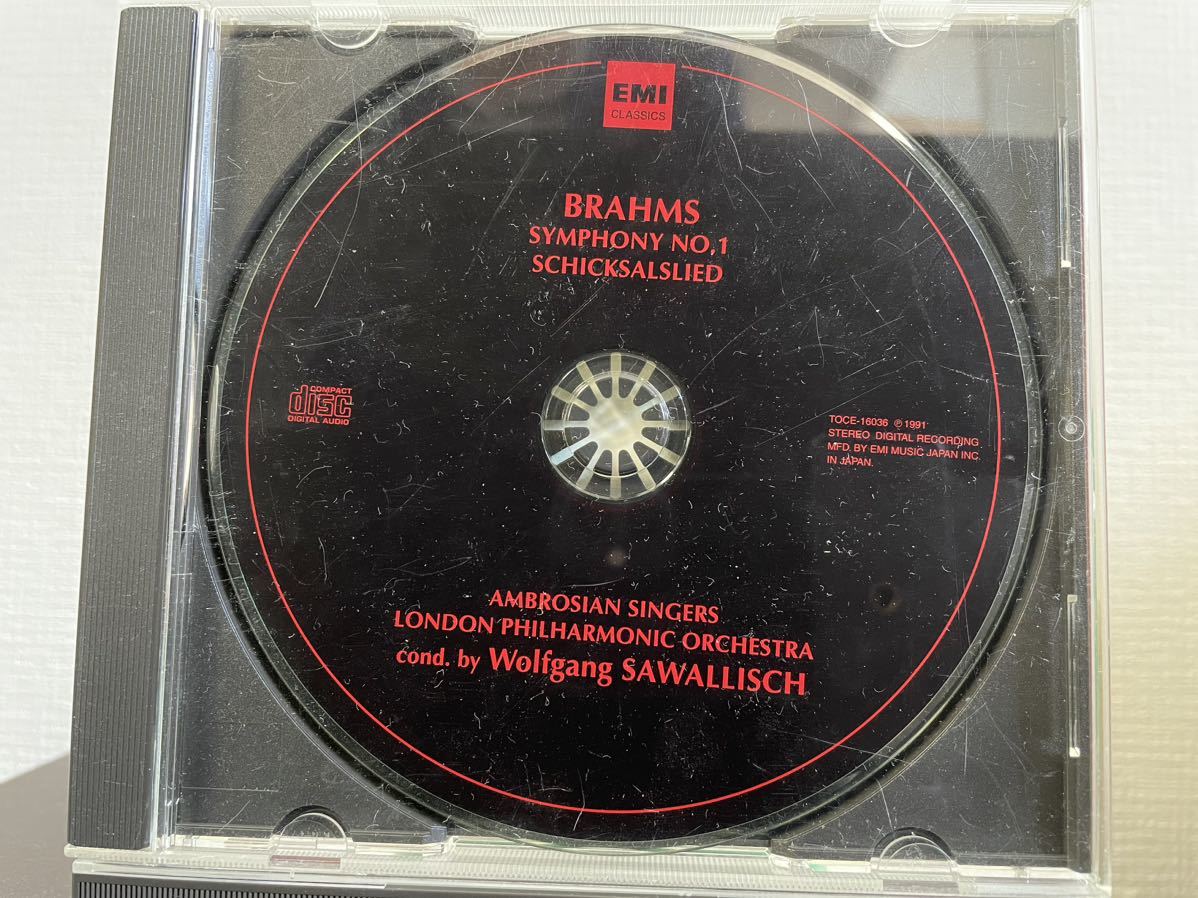 EMI
CLASSICS
BRAHMS
SYMPHONY NO,1
SCHICKSALSLIED
COMPACT
disc
DIGITAL AUDIO
TOCE-16036 ℗ 1991
STEREO DIGITAL RECORDING
MFD. BY EMI MUSIC JAPAN INC.
IN JAPAN.
AMBROSIAN SINGERS
LONDON PHILHARMONIC ORCHESTRA
cond. by Wolfgang SAWALLISCH